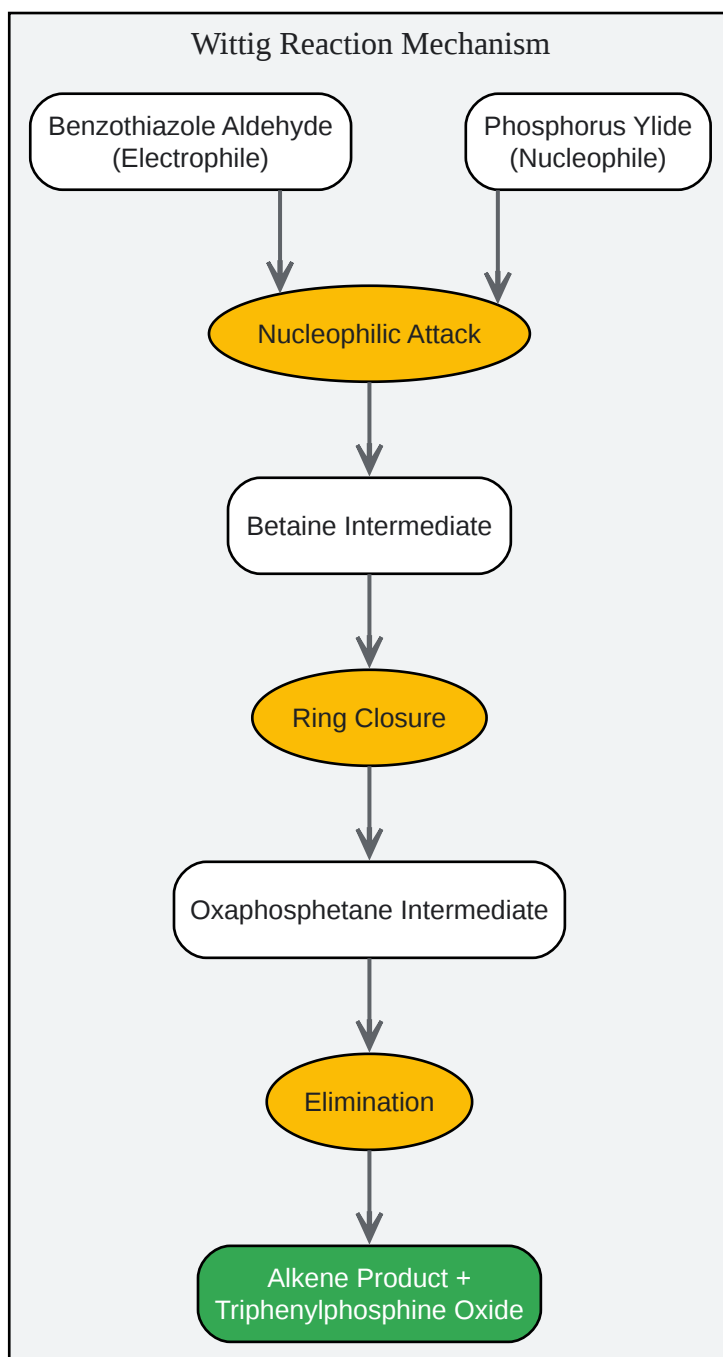 Wittig Reaction Mechanism
Benzothiazole Aldehyde
(Electrophile)
Phosphorus Ylide
(Nucleophile)
Nucleophilic Attack
Betaine Intermediate
Ring Closure
Oxaphosphetane Intermediate
Elimination
Alkene Product +
Triphenylphosphine Oxide